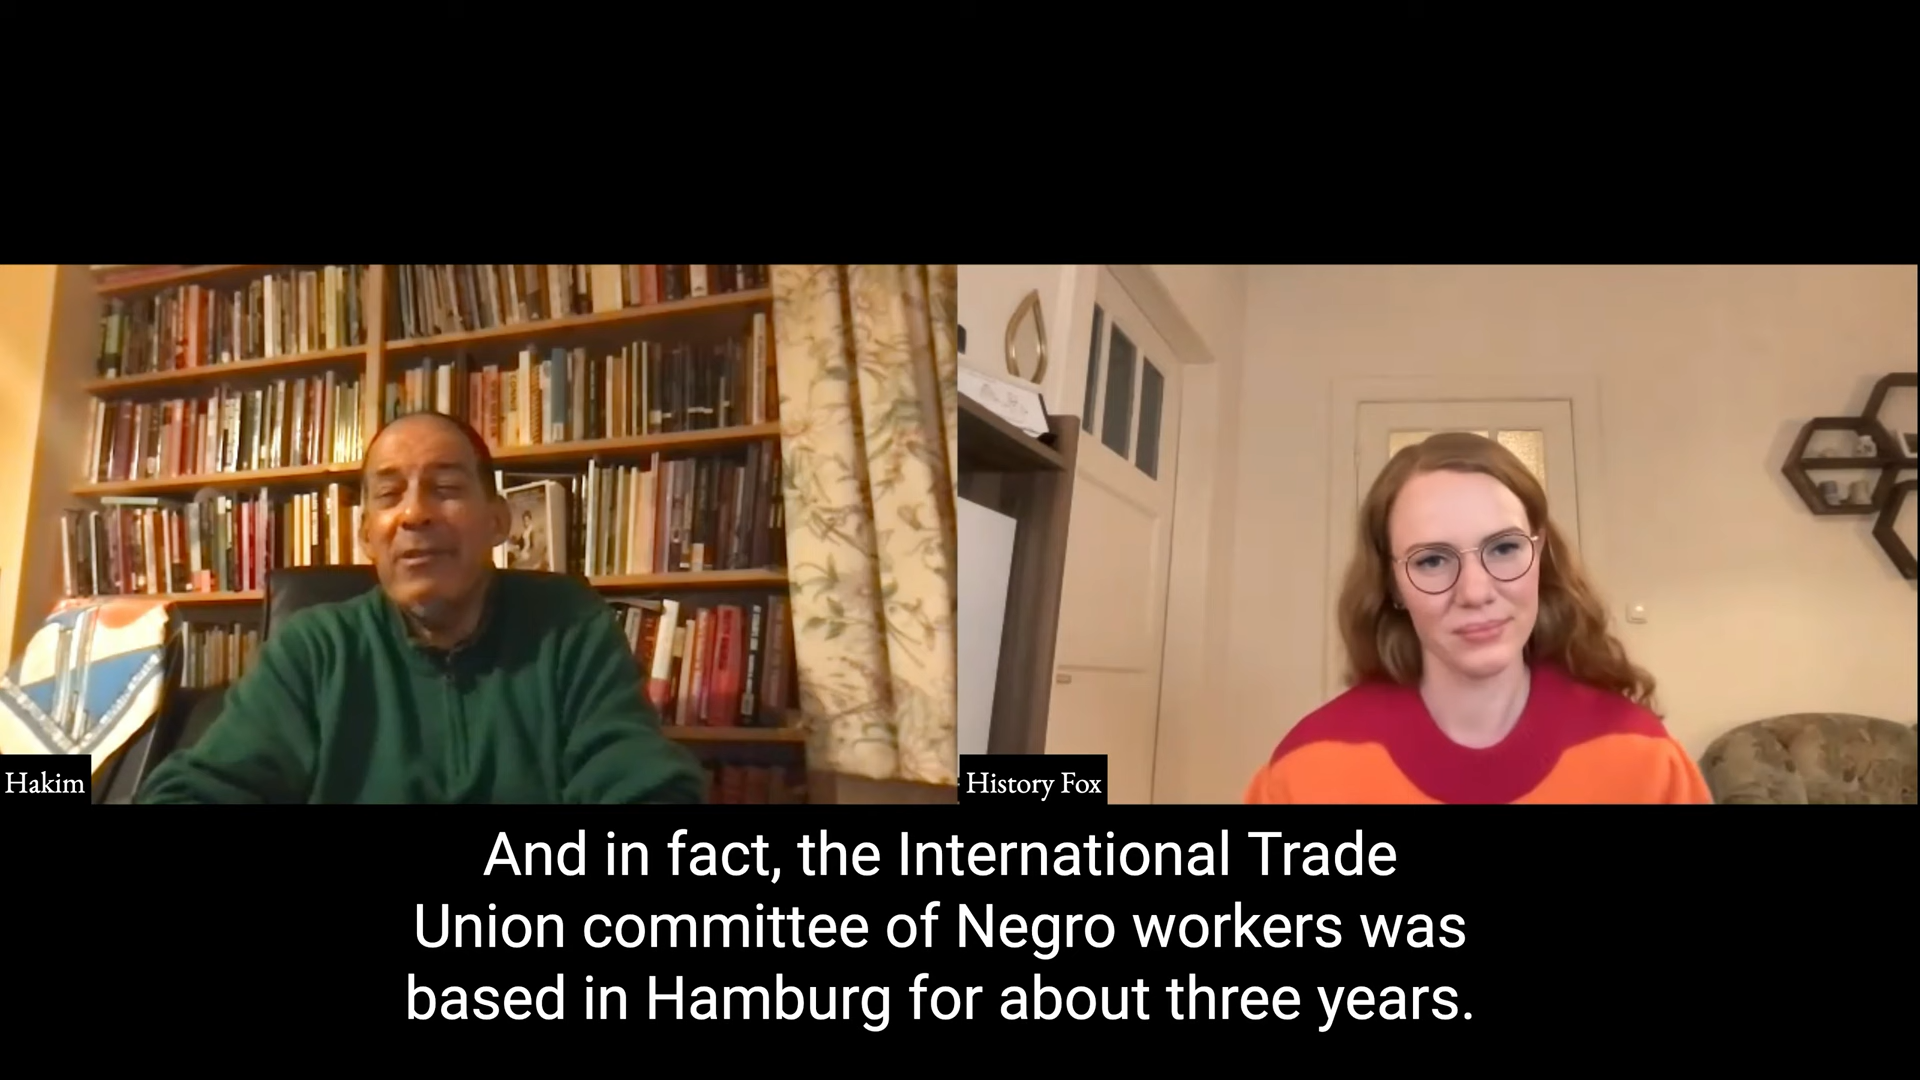 Hakim
History Fox
And in fact, the International Trade
Union committee of Negro workers was
based in Hamburg for about three years.